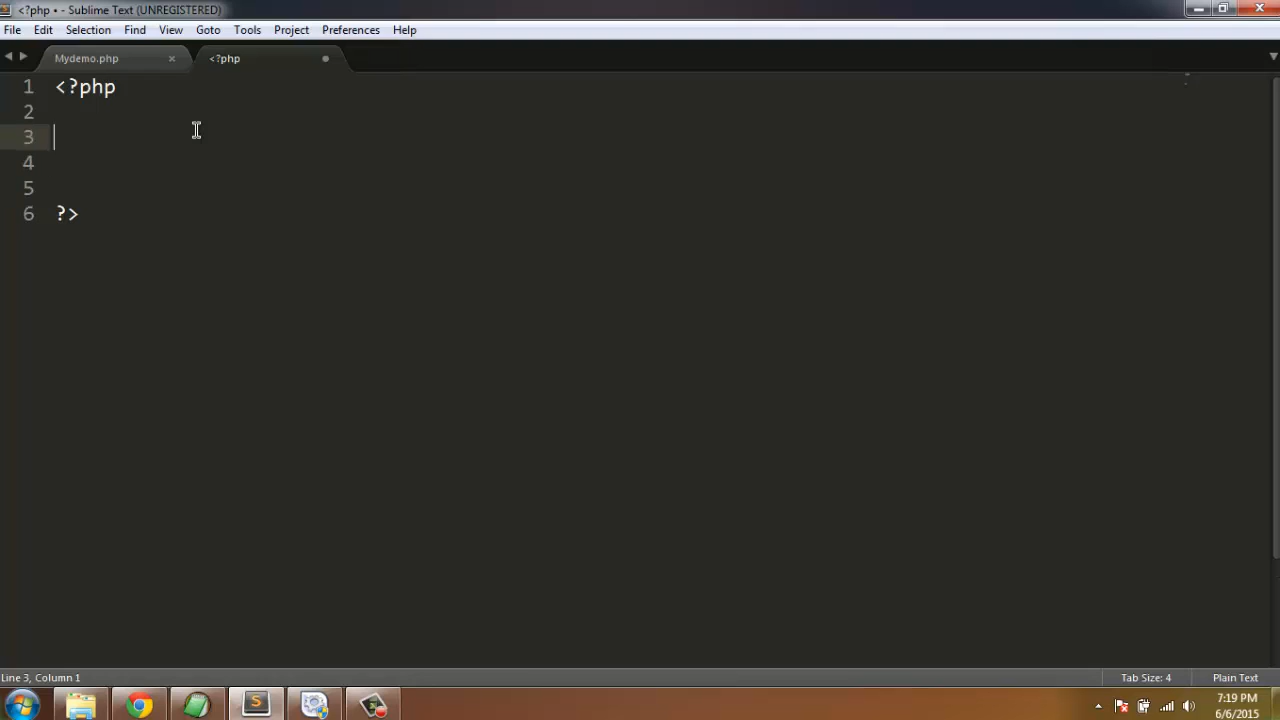 <?php • - Sublime Text (UNREGISTERED)
File Edit Selection Find View Goto Tools Project Preferences Help
Mydemo.php × <?php
1 <?php
2
3
4
5
6 ?>
Line 3, Column 1 Tab Size: 4 Plain Text
7:19 PM
6/6/2015